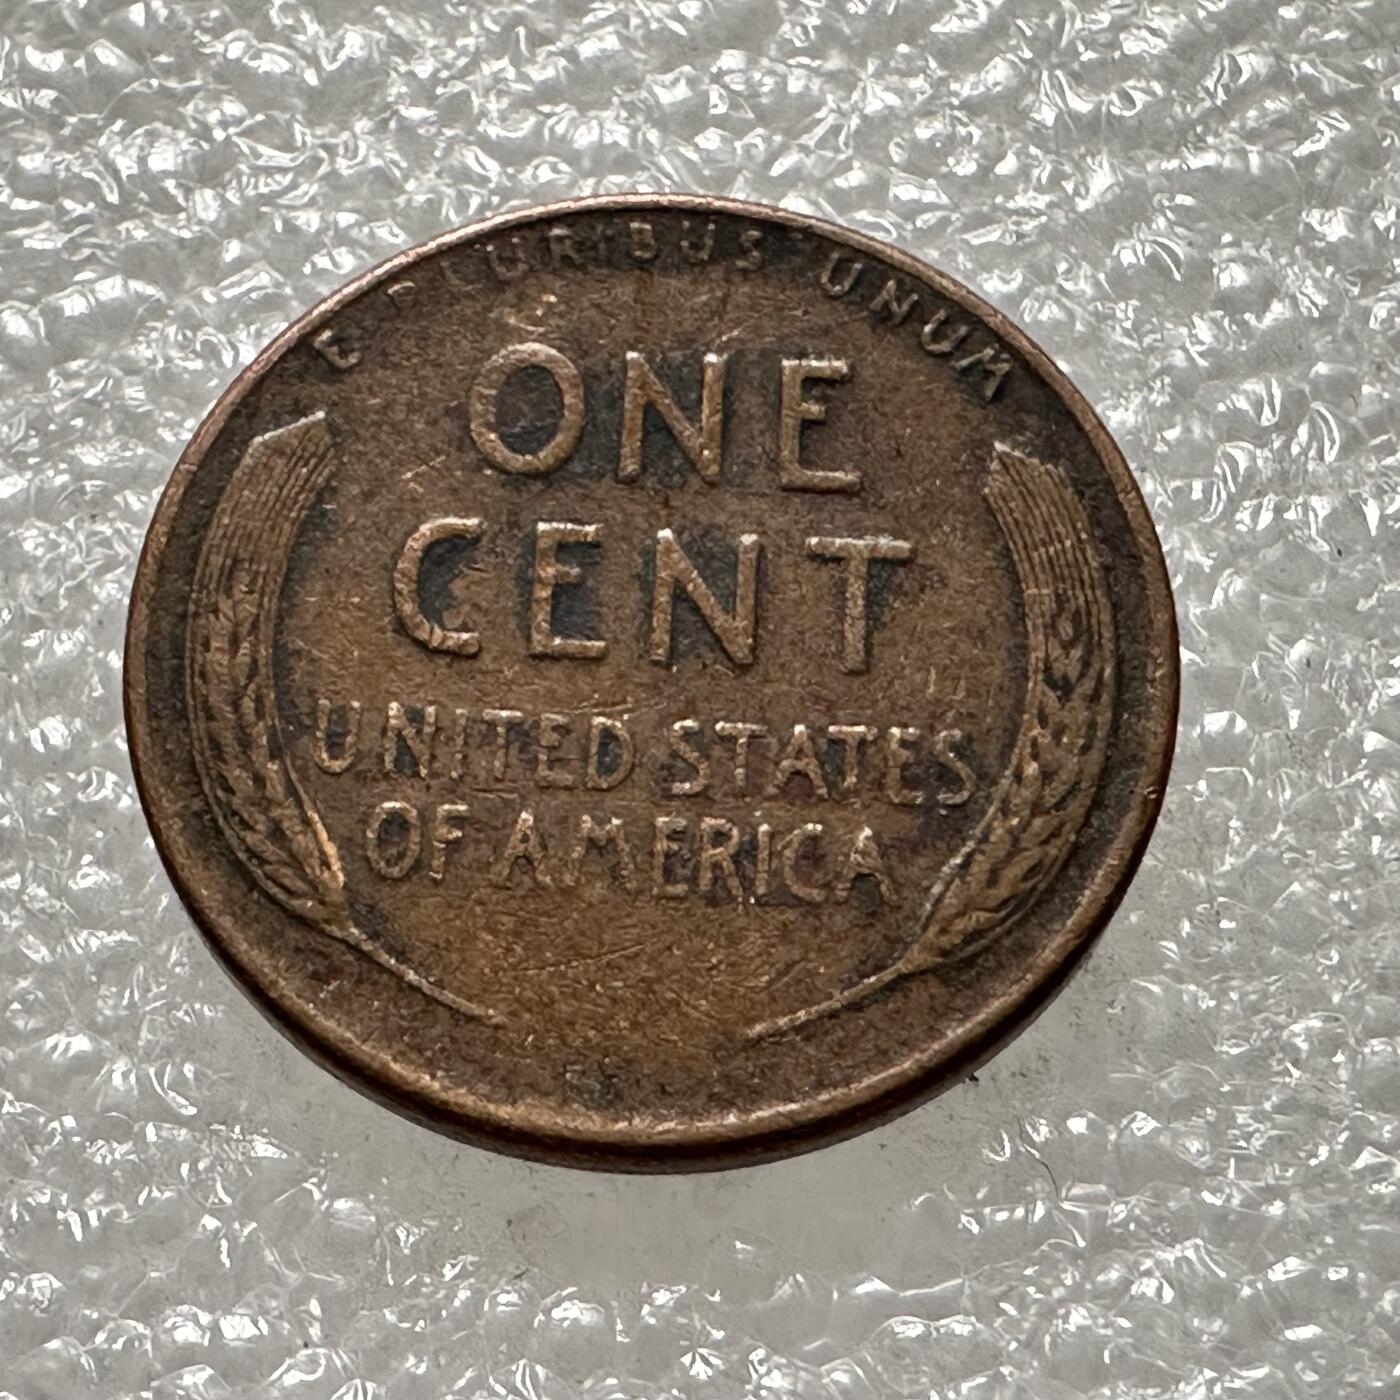 E PLURIBUS UNUM
ONE
CENT
UNITED STATES
OF AMERICA